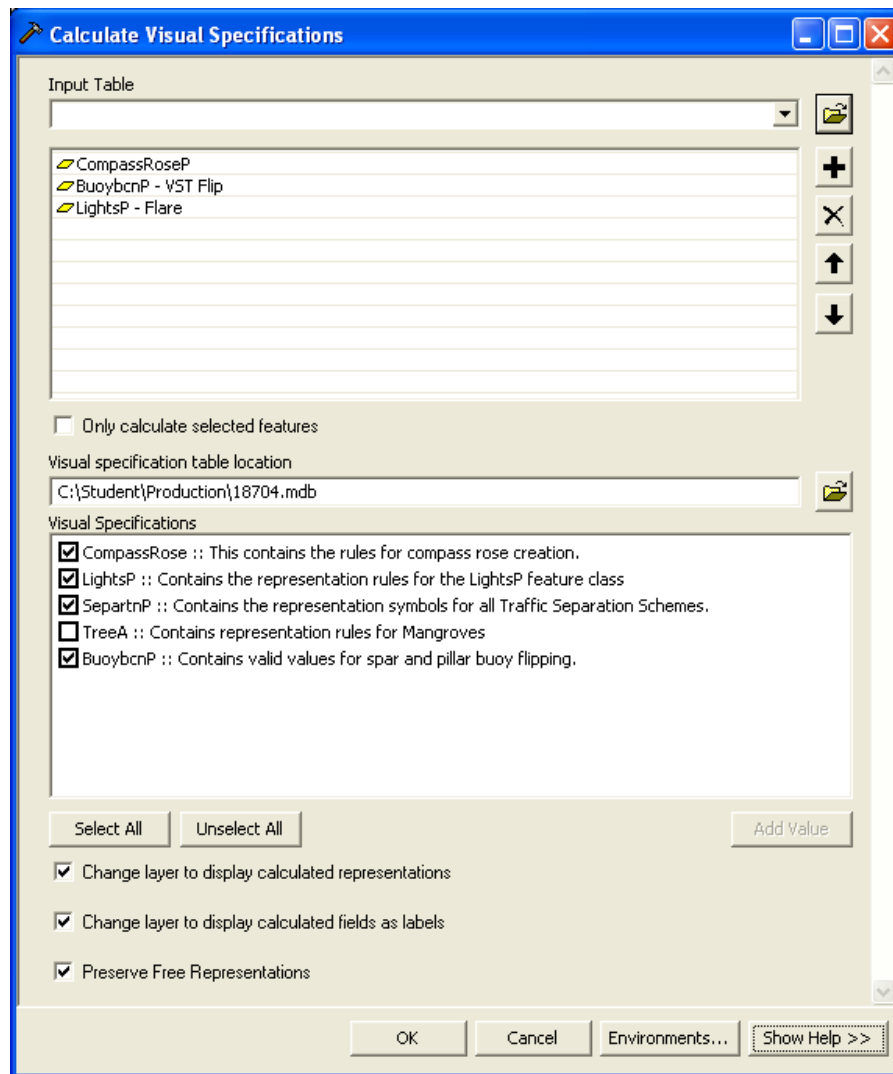 Calculate Visual Specifications
Input Table
CompassRoseP
BuoybcnP - VST Flip
LightsP - Flare
Only calculate selected features
Visual specification table location
C:\Student\Production\18704.mdb
Visual Specifications
CompassRose :: This contains the rules for compass rose creation.
LightsP :: Contains the representation rules for the LightsP feature class
SepartnP :: Contains the representation symbols for all Traffic Separation Schemes.
TreeA :: Contains representation rules for Mangroves
BuoybcnP :: Contains valid values for spar and pillar buoy flipping.
Select All Unselect All Add Value
Change layer to display calculated representations
Change layer to display calculated fields as labels
Preserve Free Representations
OK Cancel Environments... Show Help >>